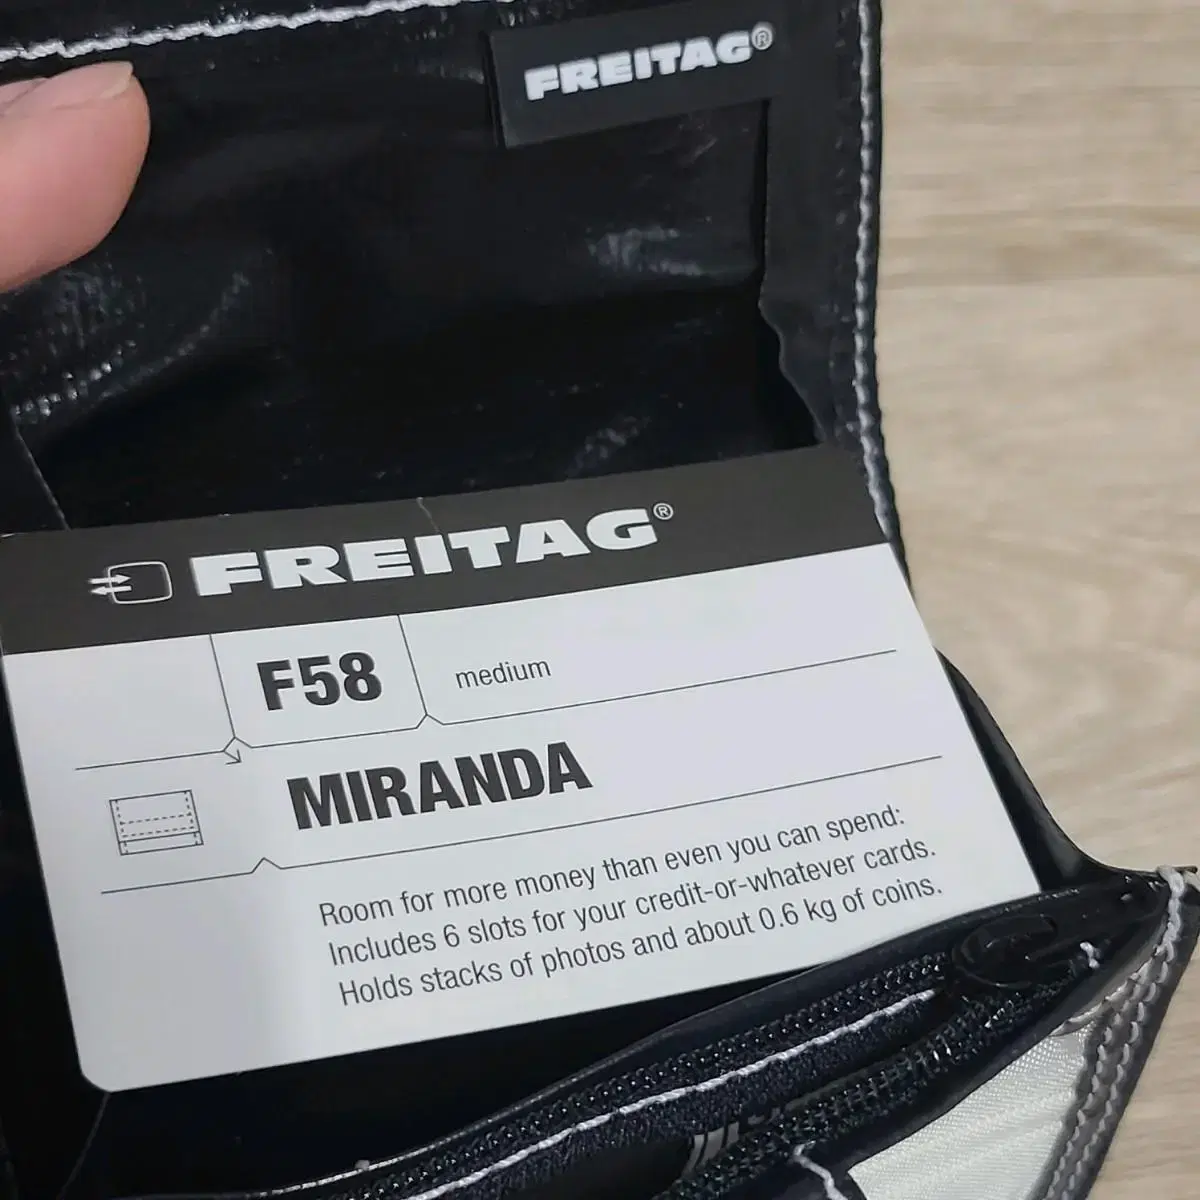 FREITAG®
FREITAG®
F58
medium
MIRANDA
Room for more money than even you can spend:
Includes 6 slots for your credit-or-whatever cards.
Holds stacks of photos and about 0.6 kg of coins.